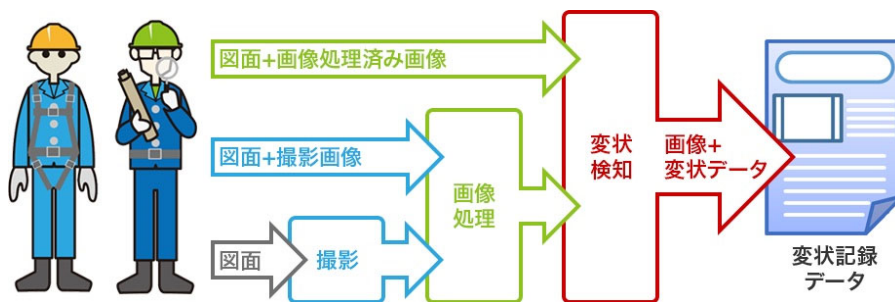 図面+画像処理済み画像
図面+撮影画像
図面
撮影
画像
処理
変状
検知
画像+
変状データ
変状記録
データ